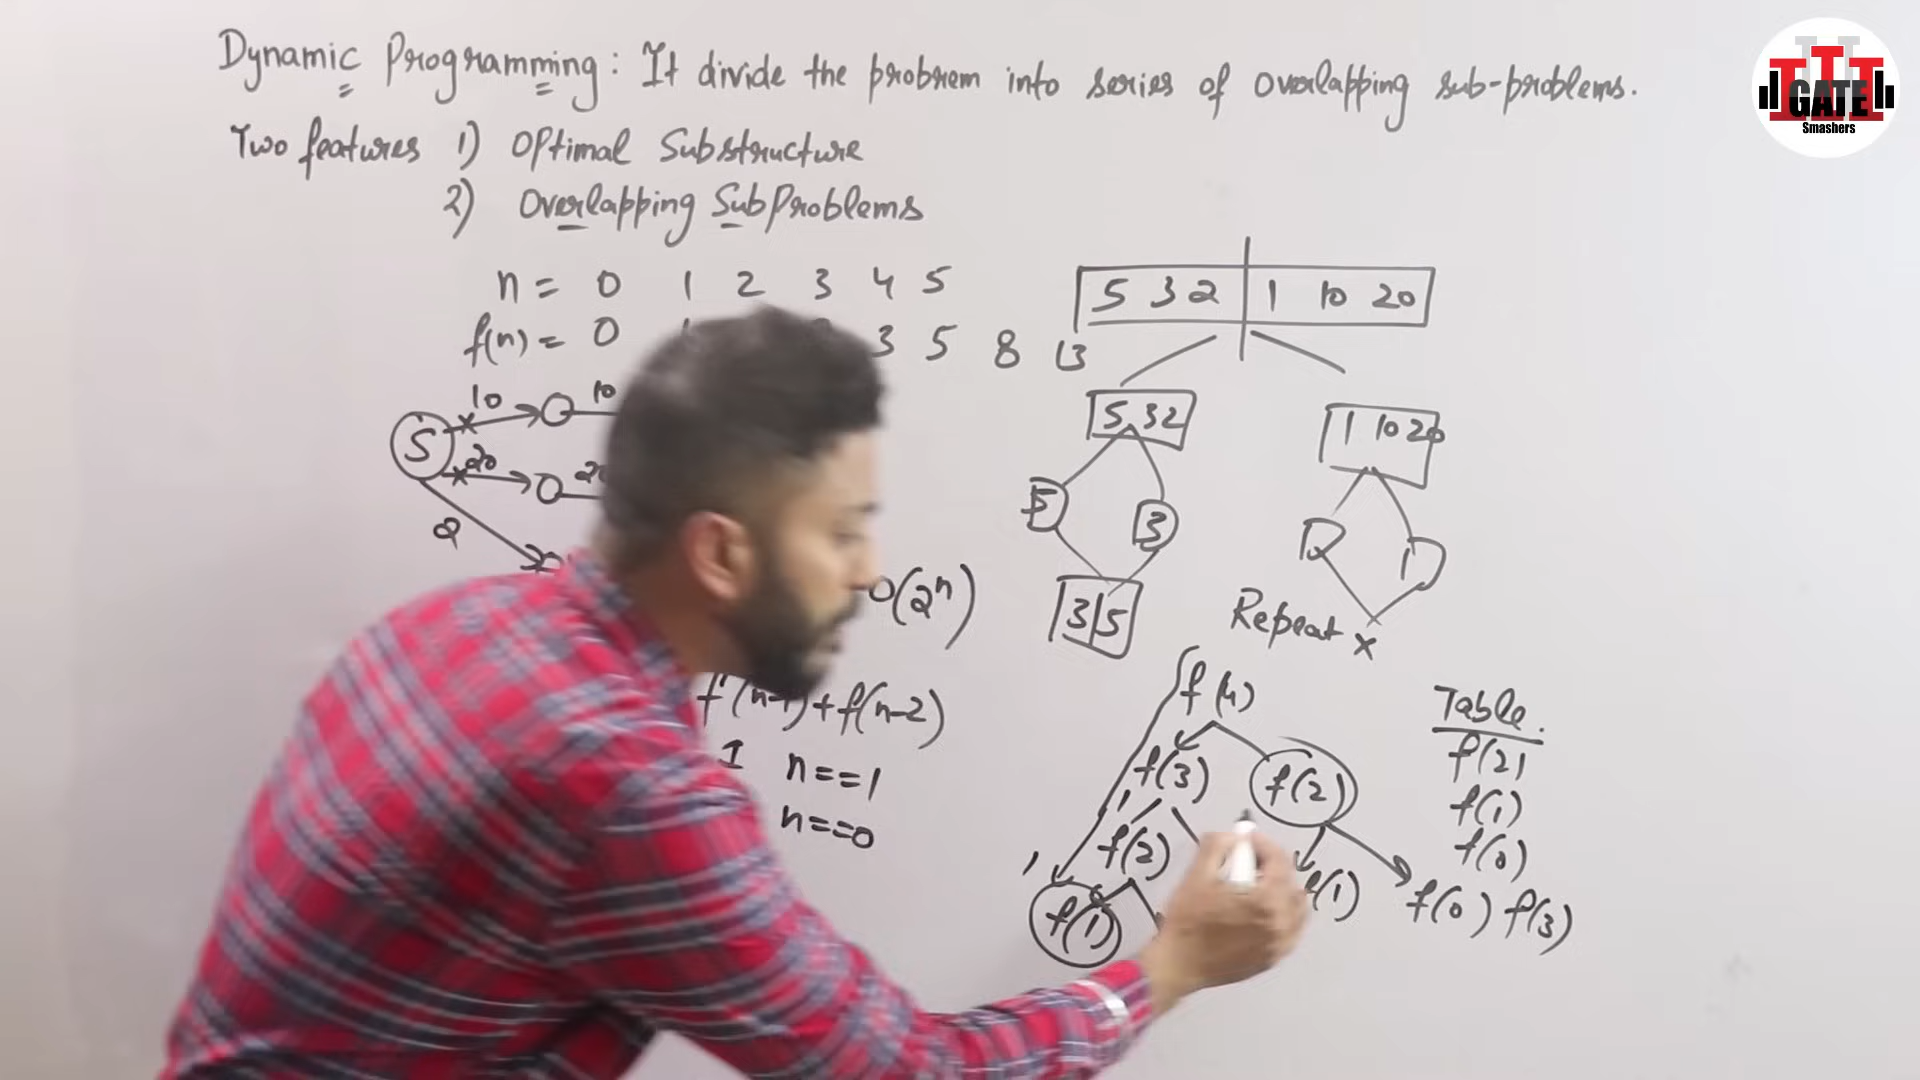 Dynamic Programming: It divide the problem into series of overlapping sub-problems.
Two features 1) Optimal Substructure
2) Overlapping SubProblems
n = 0 1 2 3 4 5
f(n) = 0 3 5 8 13
5 3 2 1 10 20
5 3 2
1 10 20
S 10 10
20
2
5 3
3 5
Repeat x
O(2^n)
f(n-1)+f(n-2)
1 n==1
n==0
f(4)
f(3) f(2)
f(2)
f(1) f(1) f(0)
Table
f(2)
f(1)
f(0)
f(3)
GATE
Smashers